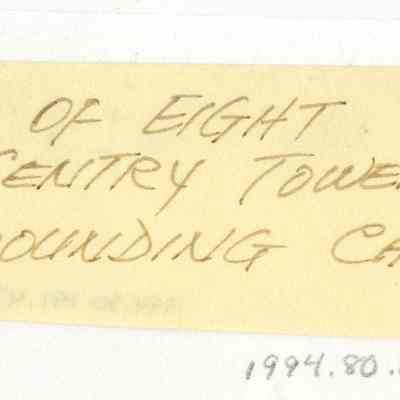 OF EIGHT
SENTRY TOWE
OUNDING CA
1994.80.